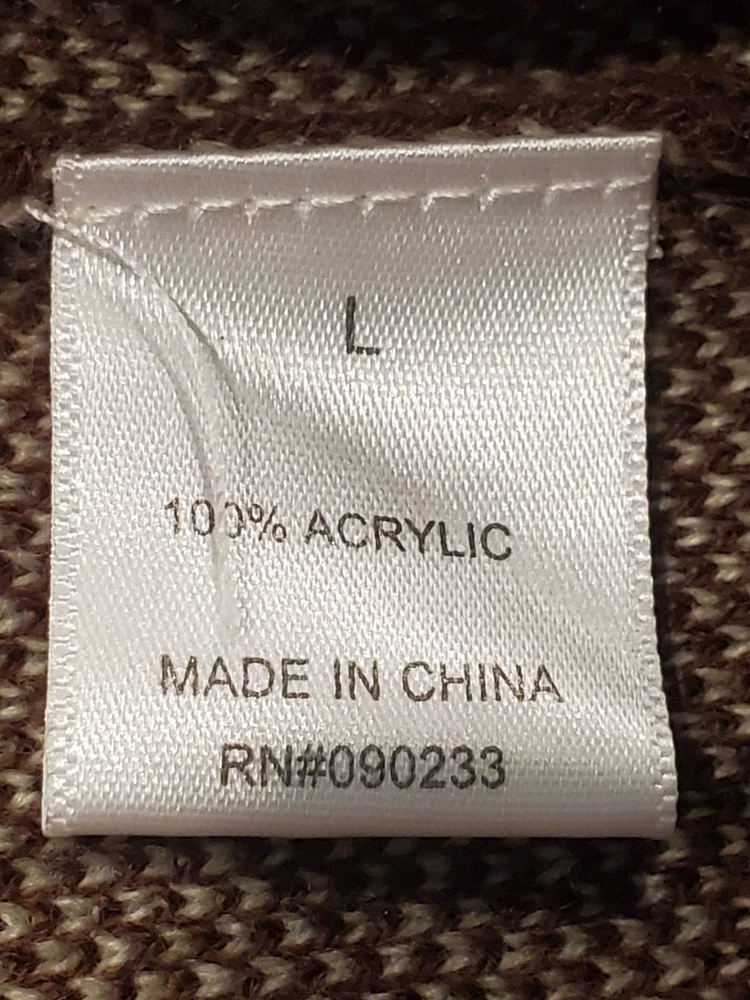 L
100% ACRYLIC
MADE IN CHINA
RN#090233